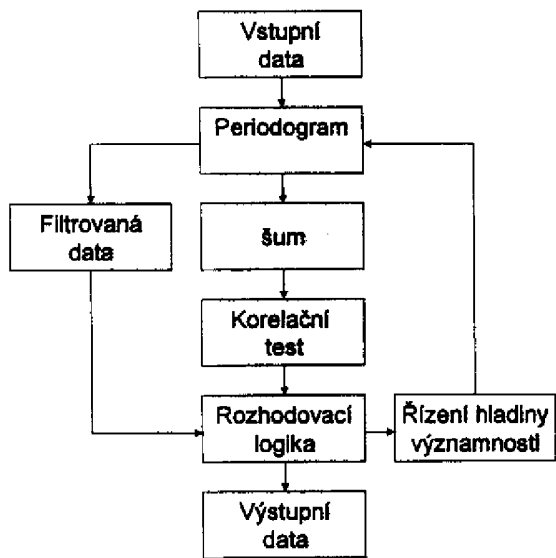 Vstupní
data
Periodogram
Filtrovaná
data
šum
Korelační
test
Rozhodovací
logika
Řízení hladiny
významnosti
Výstupní
data